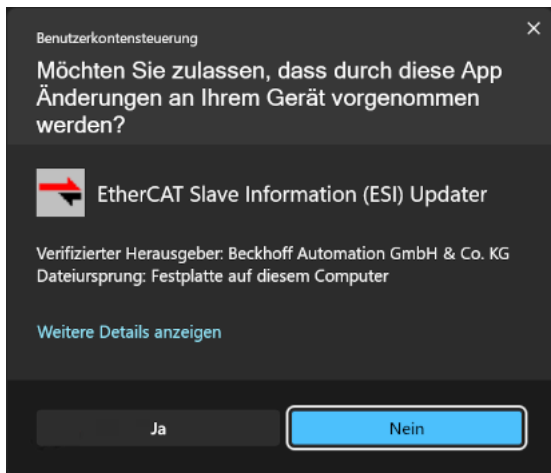 Benutzerkontensteuerung
Möchten Sie zulassen, dass durch diese App
Änderungen an Ihrem Gerät vorgenommen
werden?
EtherCAT Slave Information (ESI) Updater
Verifizierter Herausgeber: Beckhoff Automation GmbH & Co. KG
Dateiursprung: Festplatte auf diesem Computer
Weitere Details anzeigen
Ja
Nein